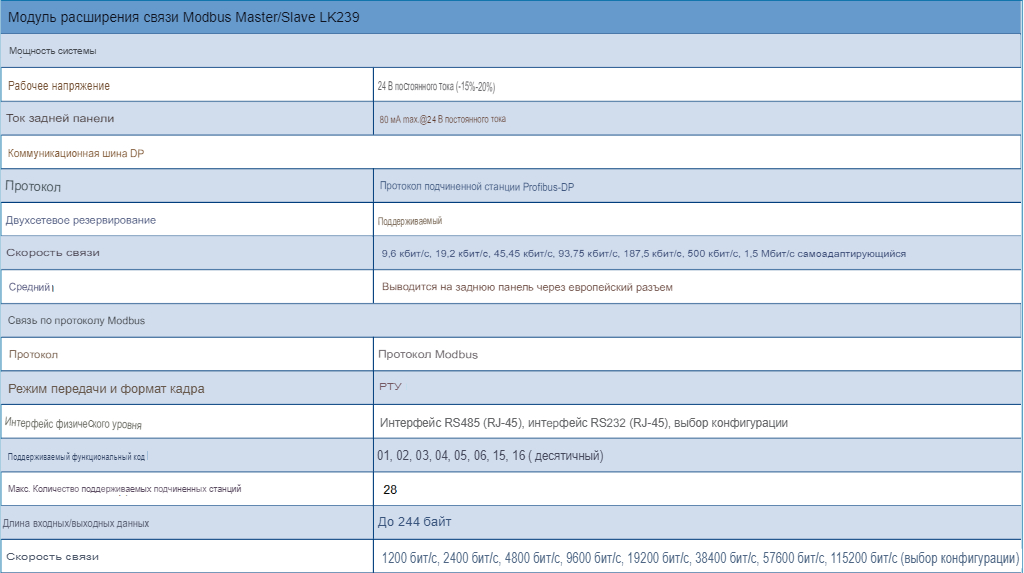 Модуль расширения связи Modbus Master/Slave LK239
Мощность системы
Рабочее напряжение 24 В постоянного тока (-15%-20%)
Ток задней панели 80 мА max.@24 В постоянного тока
Коммуникационная шина DP
Протокол Протокол подчиненной станции Profibus-DP
Двухсетевое резервирование Поддерживаемый
Скорость связи 9,6 кбит/с, 19,2 кбит/с, 45,45 кбит/с, 93,75 кбит/с, 187,5 кбит/с, 500 кбит/с, 1,5 Мбит/с самоадаптирующийся
Средний Выводится на заднюю панель через европейский разъем
Связь по протоколу Modbus
Протокол Протокол Modbus
Режим передачи и формат кадра РТУ
Интерфейс физического уровня Интерфейс RS485 (RJ-45), интерфейс RS232 (RJ-45), выбор конфигурации
Поддерживаемый функциональный код 01, 02, 03, 04, 05, 06, 15, 16 ( десятичный)
Макс. Количество поддерживаемых подчиненных станций 28
Длина входных/выходных данных До 244 байт
Скорость связи 1200 бит/с, 2400 бит/с, 4800 бит/с, 9600 бит/с, 19200 бит/с, 38400 бит/с, 57600 бит/с, 115200 бит/с (выбор конфигурации)